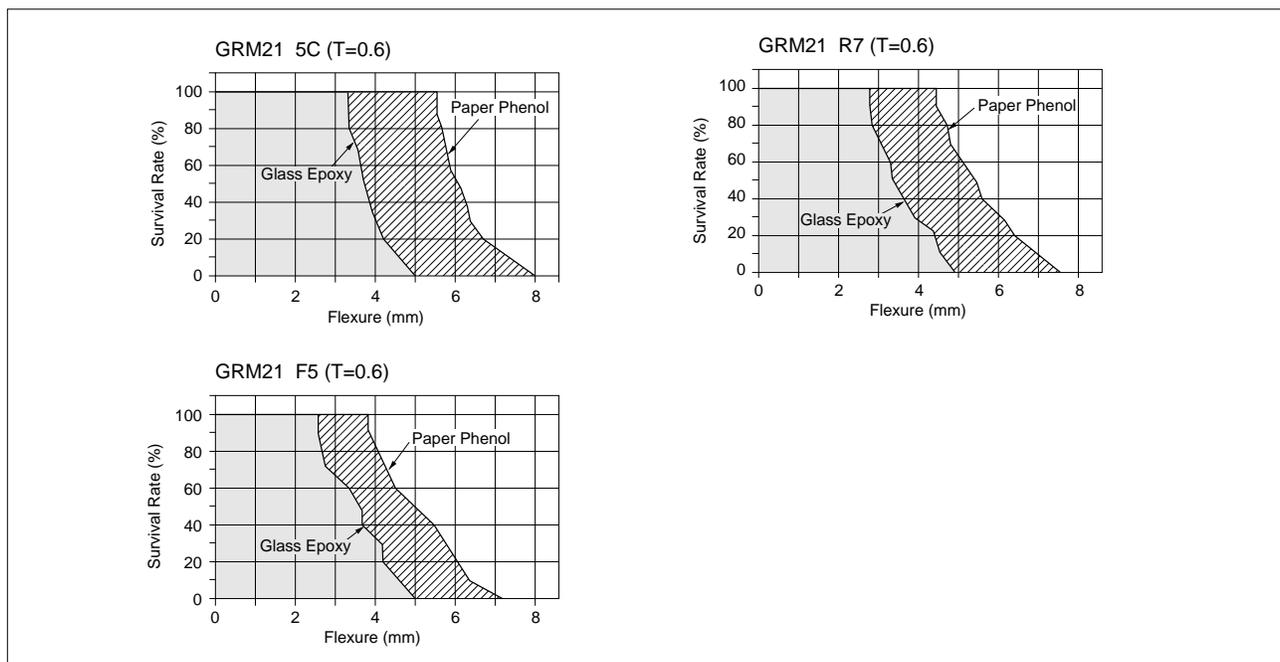 GRM21 5C (T=0.6)
Survival Rate (%)
100
80
60
40
20
0
Paper Phenol
Glass Epoxy
0 2 4 6 8
Flexure (mm)
GRM21 R7 (T=0.6)
Survival Rate (%)
100
80
60
40
20
0
Paper Phenol
Glass Epoxy
0 2 4 6 8
Flexure (mm)
GRM21 F5 (T=0.6)
Survival Rate (%)
100
80
60
40
20
0
Paper Phenol
Glass Epoxy
0 2 4 6 8
Flexure (mm)